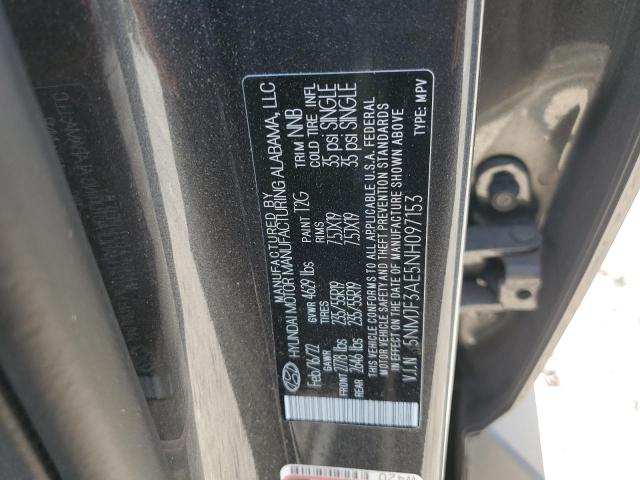 MANUFACTURED BY
HYUNDAI MOTOR MANUFACTURING ALABAMA, LLC
Feb/16/22 GVWR 4629 lbs PAINT T2G TRIM NNB
GAWR TIRES RIMS COLD TIRE INFL
FRONT 2778 lbs 235/55R19 7.5JX19 35 psi SINGLE
REAR 2646 lbs 235/55R19 7.5JX19 35 psi SINGLE
THIS VEHICLE CONFORMS TO ALL APPLICABLE U.S.A. FEDERAL
MOTOR VEHICLE SAFETY AND THEFT PREVENTION STANDARDS
IN EFFECT ON THE DATE OF MANUFACTURE SHOWN ABOVE
V.I.N 5NMJF3AE5NH097153 TYPE: MPV
W420